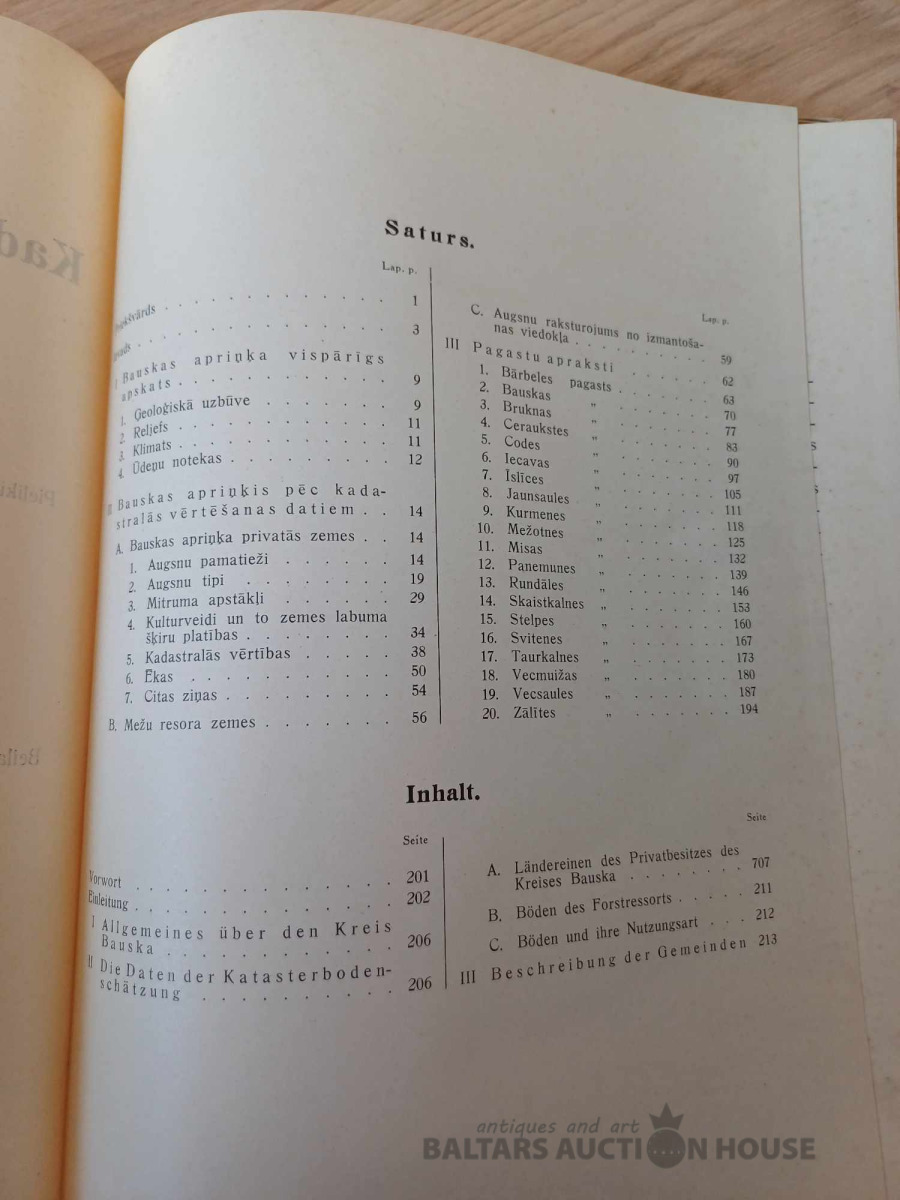 Saturs.
Lap. p.
Priekšvārds . . . . . . . . . . . . 1
Ievads . . . . . . . . . . . . . 3
I Bauskas apriņķa vispārīgs
apskats . . . . . . . . . . . 9
1. Ģeoloģiskā uzbūve . . . . . . . 9
2. Reljefs . . . . . . . . . . . 11
3. Klimats . . . . . . . . . . . 11
4. Ūdeņu notekas . . . . . . . . 12
II Bauskas apriņķis pēc kada-
stralās vērtēšanas datiem . . 14
A. Bauskas apriņķa privatās zemes . . 14
1. Augsnu pamatieži . . . . . . 14
2. Augsnu tipi . . . . . . . . 19
3. Mitruma apstākļi . . . . . . 29
4. Kulturveidi un to zemes labuma
šķiru platības . . . . . . . . 34
5. Kadastralās vērtības . . . . . 38
6. Ēkas . . . . . . . . . . 50
7. Citas ziņas . . . . . . . . . 54
B. Mežu resora zemes . . . . . . . 56
Lap. p.
C. Augsnu raksturojums no izmantoša-
nas viedokļa . . . . . . . . . 59
III Pagastu apraksti . . . . . . 62
1. Bārbeles pagasts . . . . . . . 63
2. Bauskas „ . . . . . . . 70
3. Bruknas „ . . . . . . . 77
4. Ceraukstes „ . . . . . . . 83
5. Codes „ . . . . . . . 90
6. Iecavas „ . . . . . . . 97
7. Īslīces „ . . . . . . . 105
8. Jaunsaules „ . . . . . . . 111
9. Kurmenes „ . . . . . . . 118
10. Mežotnes „ . . . . . . . 125
11. Misas „ . . . . . . . 132
12. Panemunes „ . . . . . . . 139
13. Rundāles „ . . . . . . . 146
14. Skaistkalnes „ . . . . . . . 153
15. Stelpes „ . . . . . . . 160
16. Svitenes „ . . . . . . . 167
17. Taurkalnes „ . . . . . . . 173
18. Vecmuižas „ . . . . . . . 180
19. Vecsaules „ . . . . . . . 187
20. Zālītes „ . . . . . . . 194
Inhalt.
Seite
Vorwort . . . . . . . . . . . . . 201
Einleitung . . . . . . . . . . . . 202
I Allgemeines über den Kreis
Bauska . . . . . . . . . . . 206
II Die Daten der Katasterboden-
schätzung . . . . . . . . . 206
Seite
A. Ländereinen des Privatbesitzes des
Kreises Bauska . . . . . . . 707
B. Böden des Forstressorts . . . . . 211
C. Böden und ihre Nutzungsart . . . 212
III Beschreibung der Gemeinden 213
antiques and art
BALTARS AUCTION HOUSE